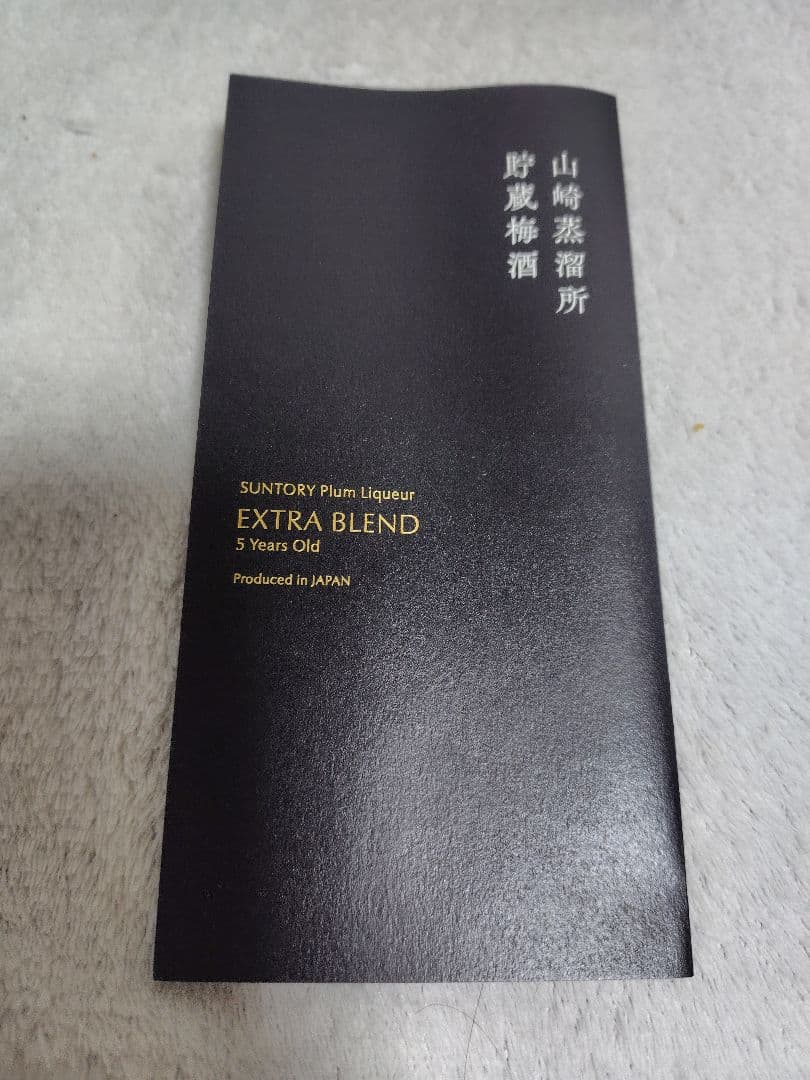 山崎蒸溜所
貯蔵梅酒
SUNTORY Plum Liqueur
EXTRA BLEND
5 Years Old
Produced in JAPAN